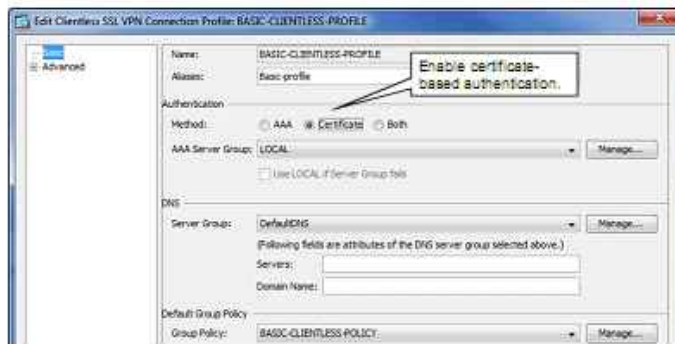 Edit Clientless SSL VPN Connection Profile: BASIC-CLIENTLESS-PROFILE
Basic
Advanced
Name: BASIC-CLIENTLESS-PROFILE
Aliases: Basic-profile
Enable certificate-
based authentication.
Authentication
Method: AAA Certificate Both
AAA Server Group: LOCAL Manage...
Use LOCAL if Server Group fails
DNS
Server Group: DefaultDNS Manage...
(Following fields are attributes of the DNS server group selected above.)
Servers:
Domain Name:
Default Group Policy
Group Policy: BASIC-CLIENTLESS-POLICY Manage...